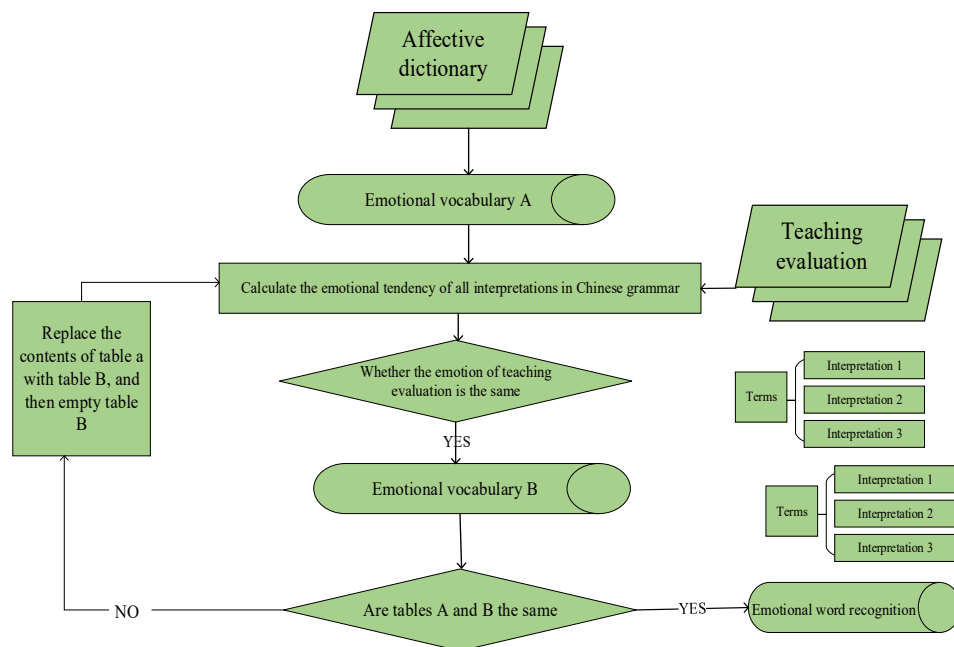 Affective
dictionary
Emotional vocabulary A
Teaching
evaluation
Calculate the emotional tendency of all interpretations in Chinese grammar
Replace the
contents of table a
with table B, and
then empty table
B
Whether the emotion of teaching
evaluation is the same
Terms
Interpretation 1
Interpretation 2
Interpretation 3
YES
Emotional vocabulary B
Terms
Interpretation 1
Interpretation 2
Interpretation 3
Are tables A and B the same
NO
YES
Emotional word recognition